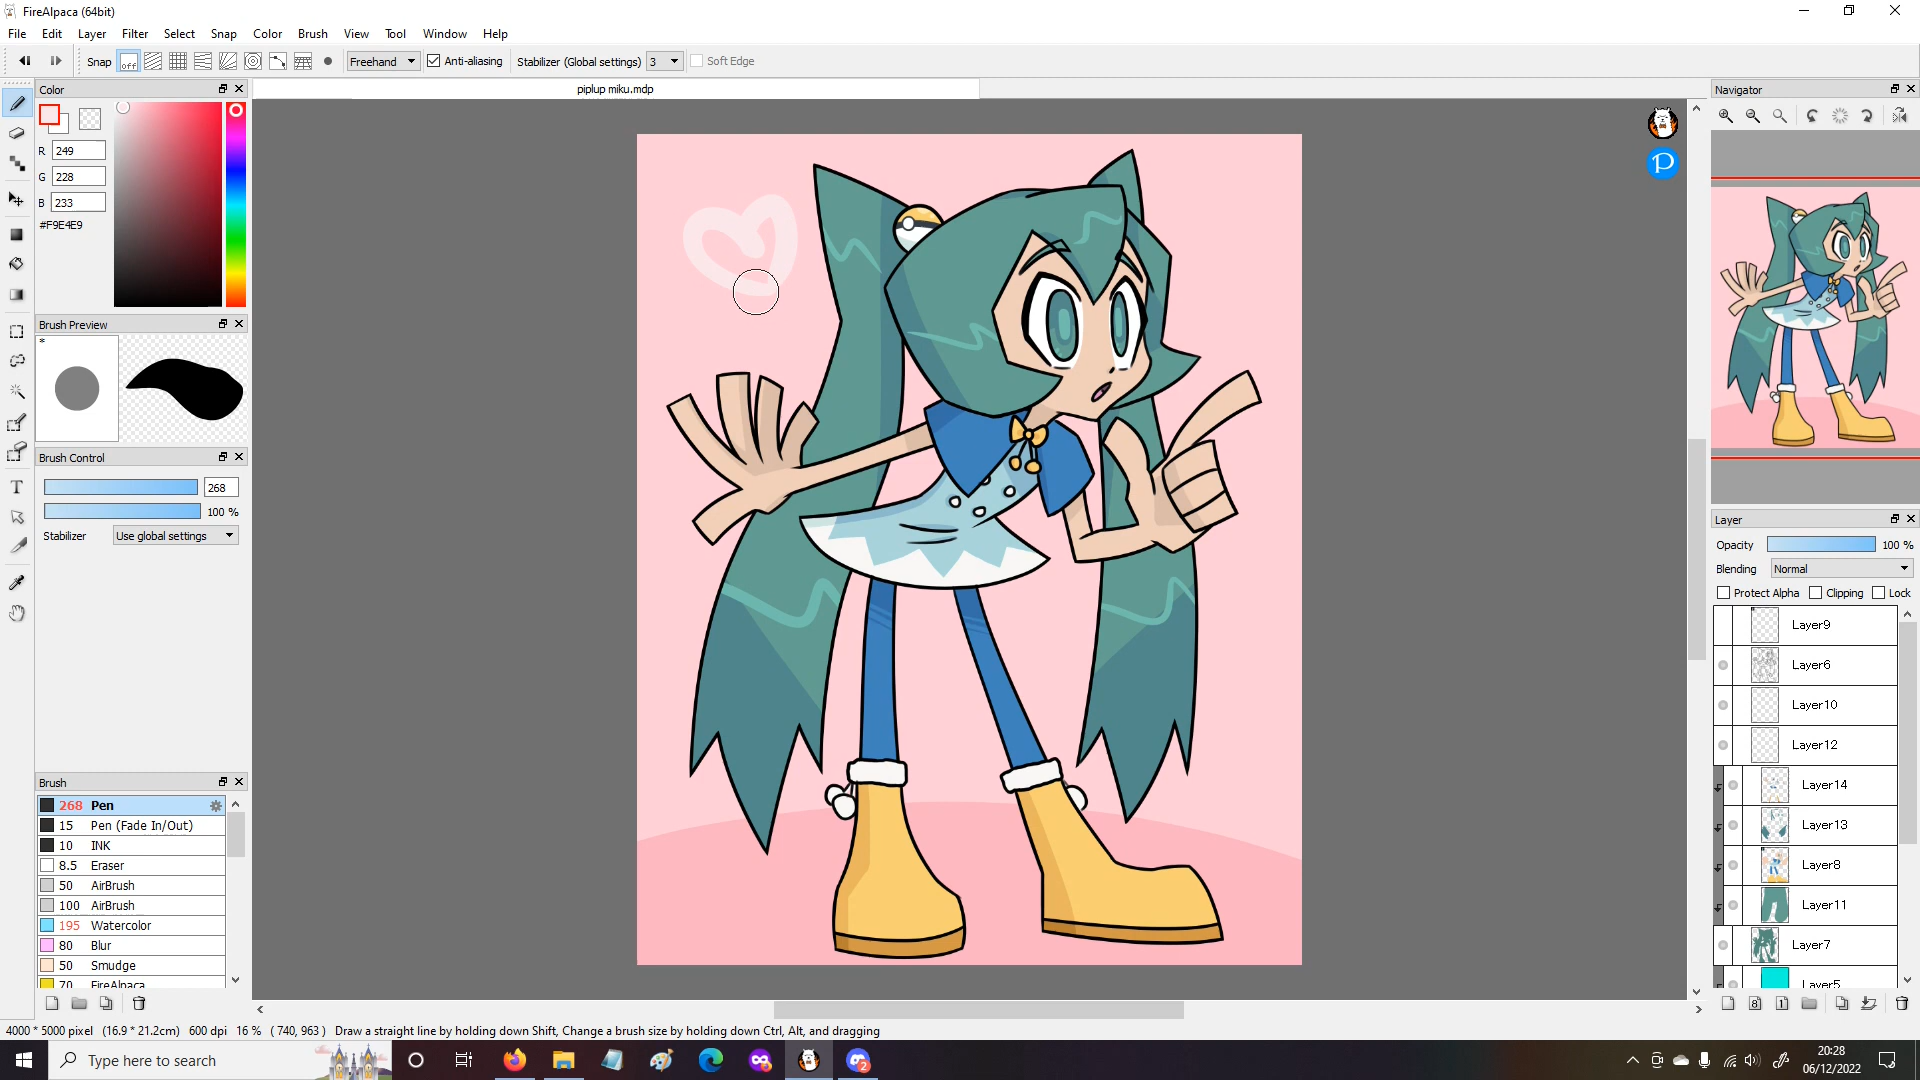 FireAlpaca (64bit)
File Edit Layer Filter Select Snap Color Brush View Tool Window Help
Snap off Freehand Anti-aliasing Stabilizer (Global settings) 3 Soft Edge
Color
piplup miku.mdp
Navigator
R 249
G 228
B 233
#F9E4E9
Brush Preview
*
Brush Control
268
100 %
Stabilizer Use global settings
Layer
Opacity 100 %
Blending Normal
Protect Alpha Clipping Lock
Layer9
Layer6
Layer10
Layer12
Layer14
Layer13
Layer8
Layer11
Layer7
Layer5
Brush
268 Pen
15 Pen (Fade In/Out)
10 INK
8.5 Eraser
50 AirBrush
100 AirBrush
195 Watercolor
80 Blur
50 Smudge
70 FireAlpaca
4000 * 5000 pixel (16.9 * 21.2cm) 600 dpi 16 % ( 740, 963 ) Draw a straight line by holding down Shift, Change a brush size by holding down Ctrl, Alt, and dragging
Type here to search
2
20:28
06/12/2022